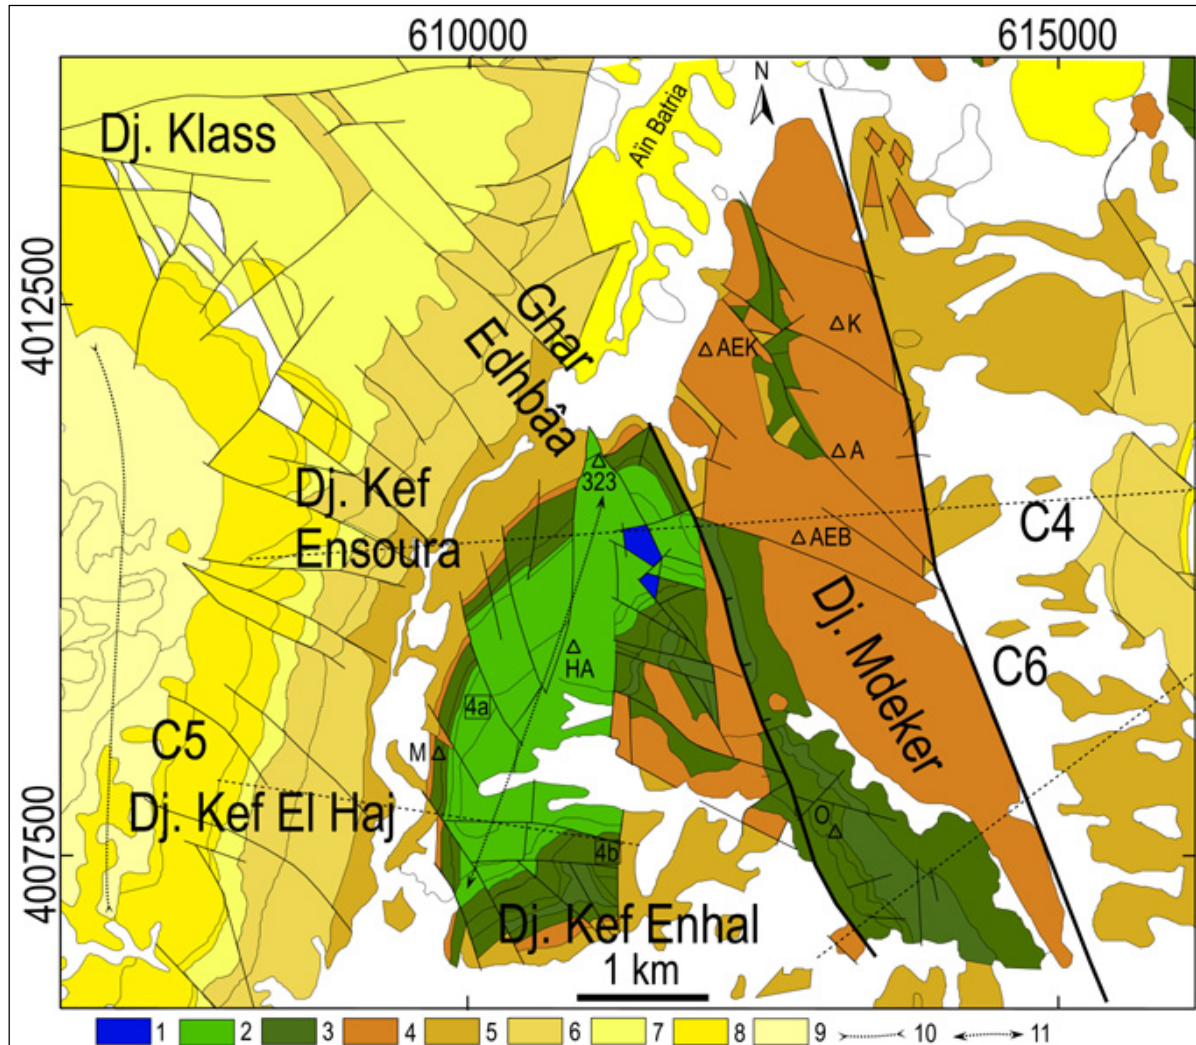 610000 615000
N
Dj. Klass
Aïn Batria
4012500
Ghar
Edhbâa
K
AEK
A
323
Dj. Kef
Ensoura
C4
AEB
Dj. Mdeker
HA
C6
4a
C5
M
Dj. Kef El Haj
O
4b
4007500
Dj. Kef Enhal
1 km
1 2 3 4 5 6 7 8 9 10 11